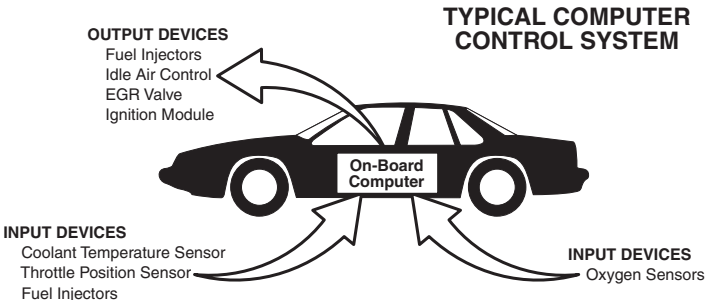 TYPICAL COMPUTER
CONTROL SYSTEM
OUTPUT DEVICES
Fuel Injectors
Idle Air Control
EGR Valve
Ignition Module
On-Board
Computer
INPUT DEVICES
Coolant Temperature Sensor
Throttle Position Sensor
Fuel Injectors
INPUT DEVICES
Oxygen Sensors